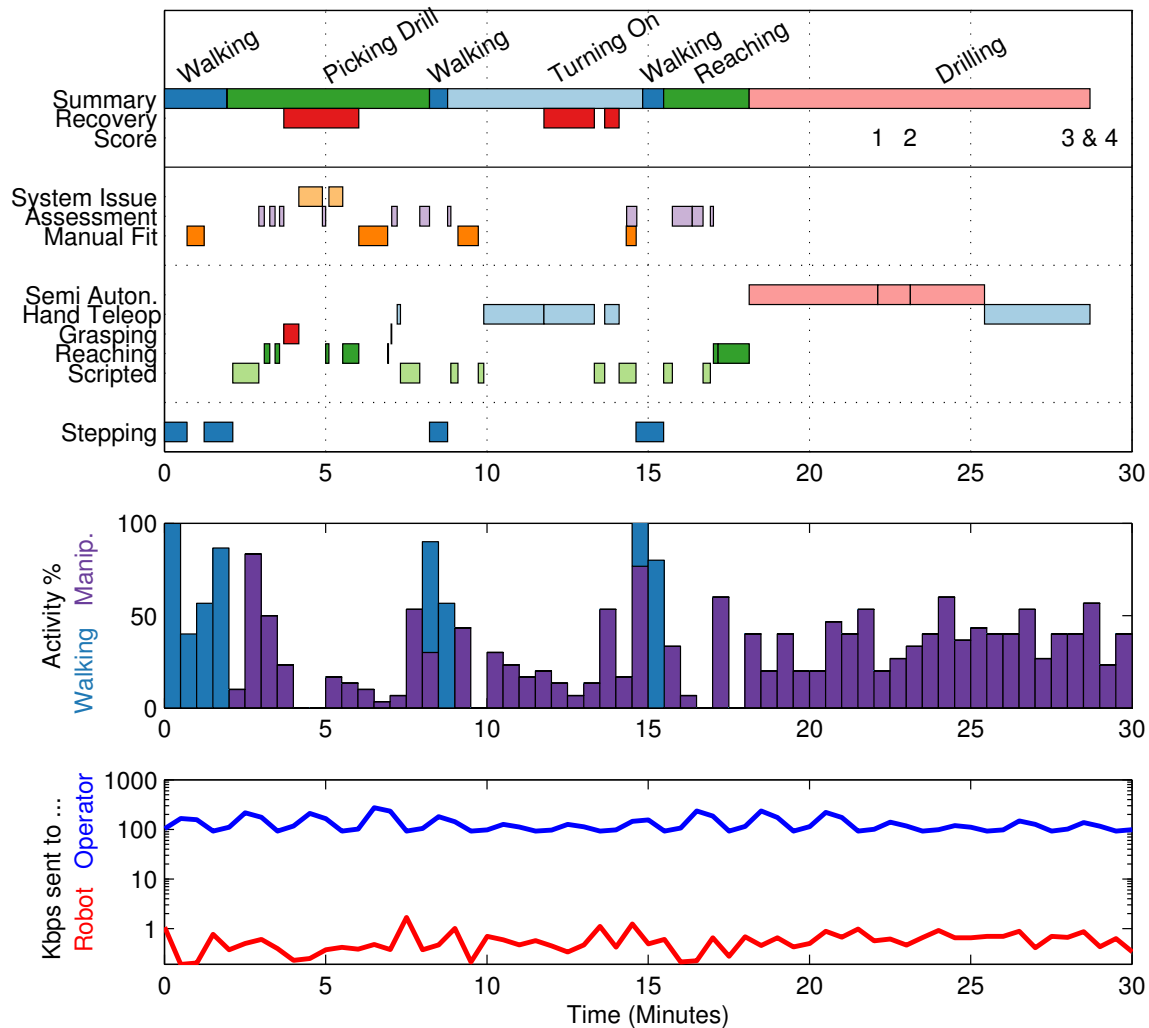 Walking
Picking Drill
Walking
Turning On
Walking
Reaching
Drilling
Summary
Recovery
Score
1 2 3 & 4
System Issue
Assessment
Manual Fit
Semi Auton.
Hand Teleop
Grasping
Reaching
Scripted
Stepping
0 5 10 15 20 25 30
Activity %
Walking Manip.
100
50
0
0 5 10 15 20 25 30
Kbps sent to ...
Robot Operator
1000
100
10
1
0 5 10 15 20 25 30
Time (Minutes)